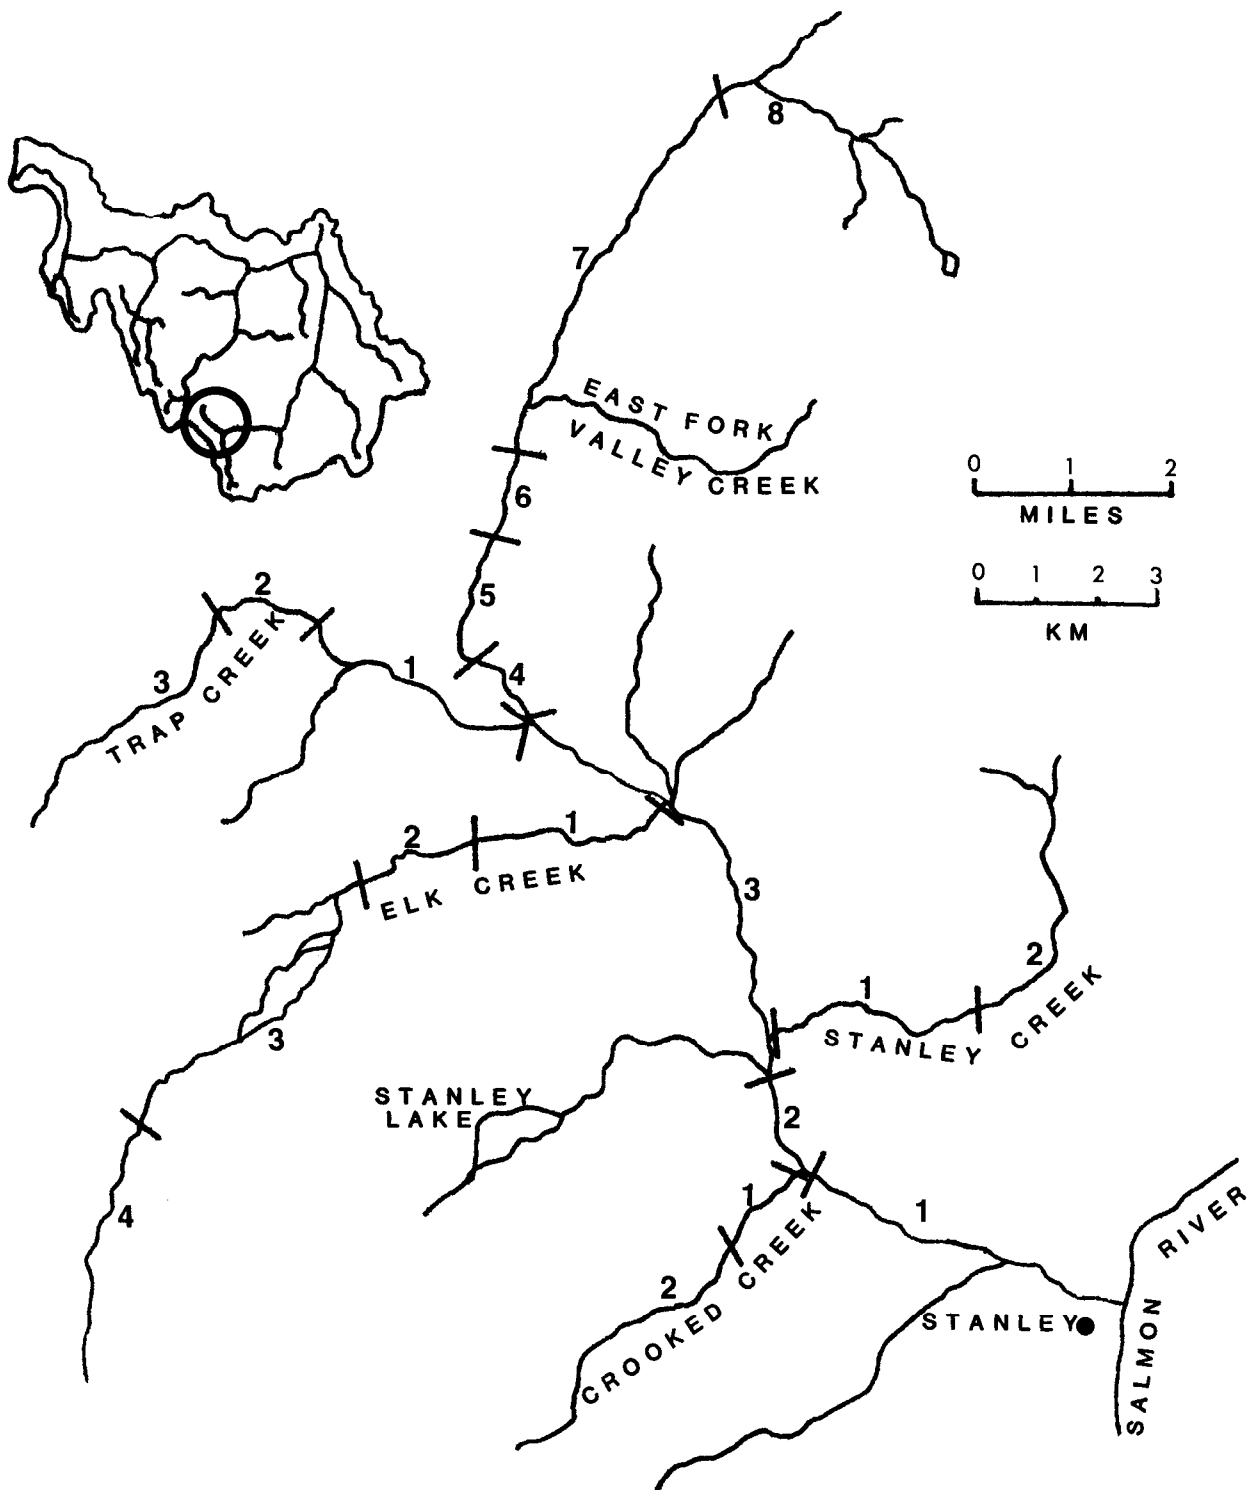 8
7
EAST FORK
VALLEY CREEK
6
0 1 2
MILES
0 1 2 3
KM
5
2
1
4
3
TRAP CREEK
1
2
ELK CREEK
3
2
1
STANLEY CREEK
3
STANLEY
LAKE
2
1
4
1
RIVER
2
CROOKED CREEK
STANLEY
SALMON